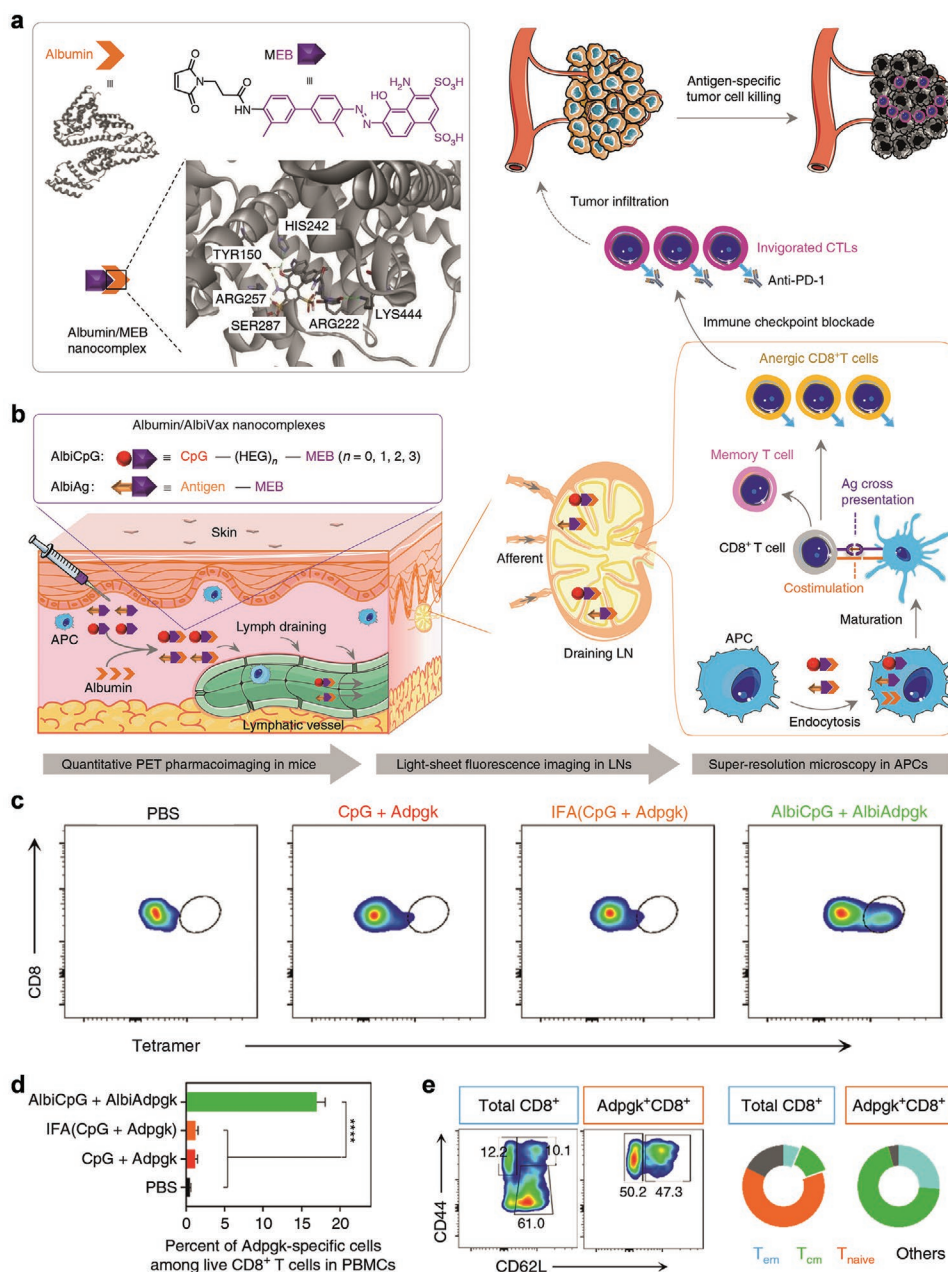 a
Albumin
MEB
≡
≡
O
N
O
O
NH
N
N
OH
NH₂
SO₃H
SO₃H
HIS242
TYR150
ARG257
SER287
ARG222
LYS444
Albumin/MEB
nanocomplex
Antigen-specific
tumor cell killing
Tumor infiltration
Invigorated CTLs
Anti-PD-1
Immune checkpoint blockade
Anergic CD8⁺T cells
Memory T cell
Ag cross
presentation
CD8⁺ T cell
Costimulation
Maturation
APC
Endocytosis
b
Albumin/AlbiVax nanocomplexes
AlbiCpG: ≡ CpG — (HEG)n — MEB (n = 0, 1, 2, 3)
AlbiAg: ≡ Antigen — MEB
Skin
APC
Albumin
Lymph draining
Lymphatic vessel
Afferent
Draining LN
Quantitative PET pharmacoimaging in mice
Light-sheet fluorescence imaging in LNs
Super-resolution microscopy in APCs
c
PBS
CpG + Adpgk
IFA(CpG + Adpgk)
AlbiCpG + AlbiAdpgk
CD8
Tetramer
d
AlbiCpG + AlbiAdpgk
IFA(CpG + Adpgk)
CpG + Adpgk
PBS
****
0 5 10 15 20
Percent of Adpgk-specific cells
among live CD8⁺ T cells in PBMCs
e
Total CD8⁺
Adpgk⁺CD8⁺
12.2
10.1
61.0
50.2
47.3
CD44
CD62L
Total CD8⁺
Adpgk⁺CD8⁺
Tem Tcm Tnaive Others